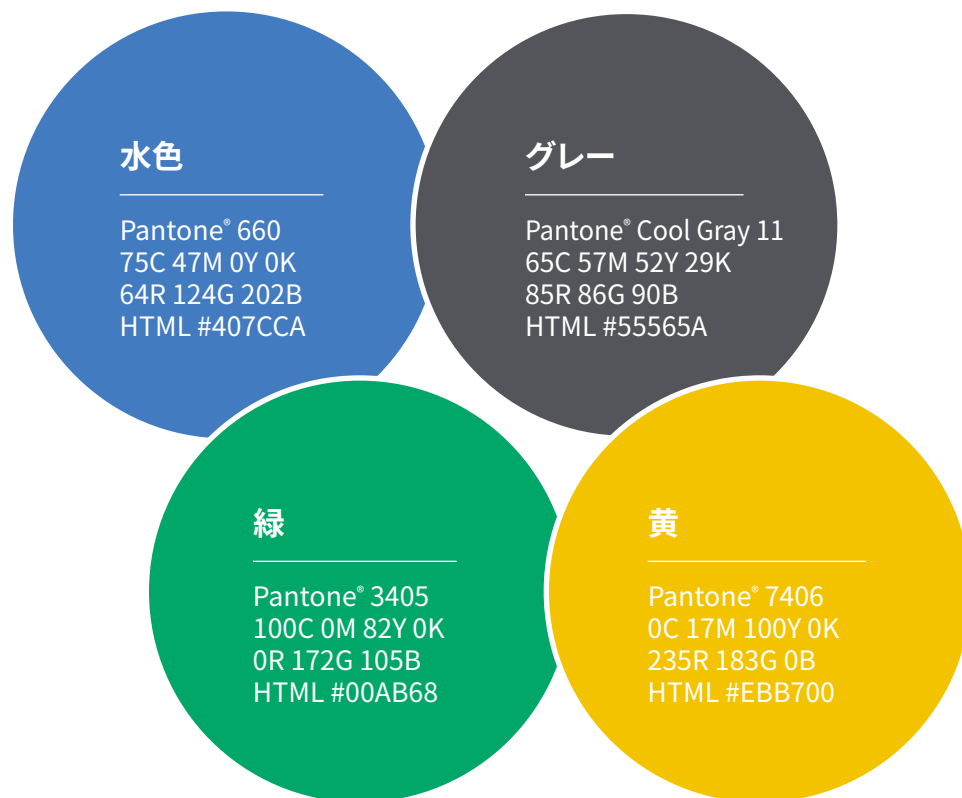 水色
Pantone® 660
75C 47M 0Y 0K
64R 124G 202B
HTML #407CCA
グレー
Pantone® Cool Gray 11
65C 57M 52Y 29K
85R 86G 90B
HTML #55565A
緑
Pantone® 3405
100C 0M 82Y 0K
0R 172G 105B
HTML #00AB68
黄
Pantone® 7406
0C 17M 100Y 0K
235R 183G 0B
HTML #EBB700